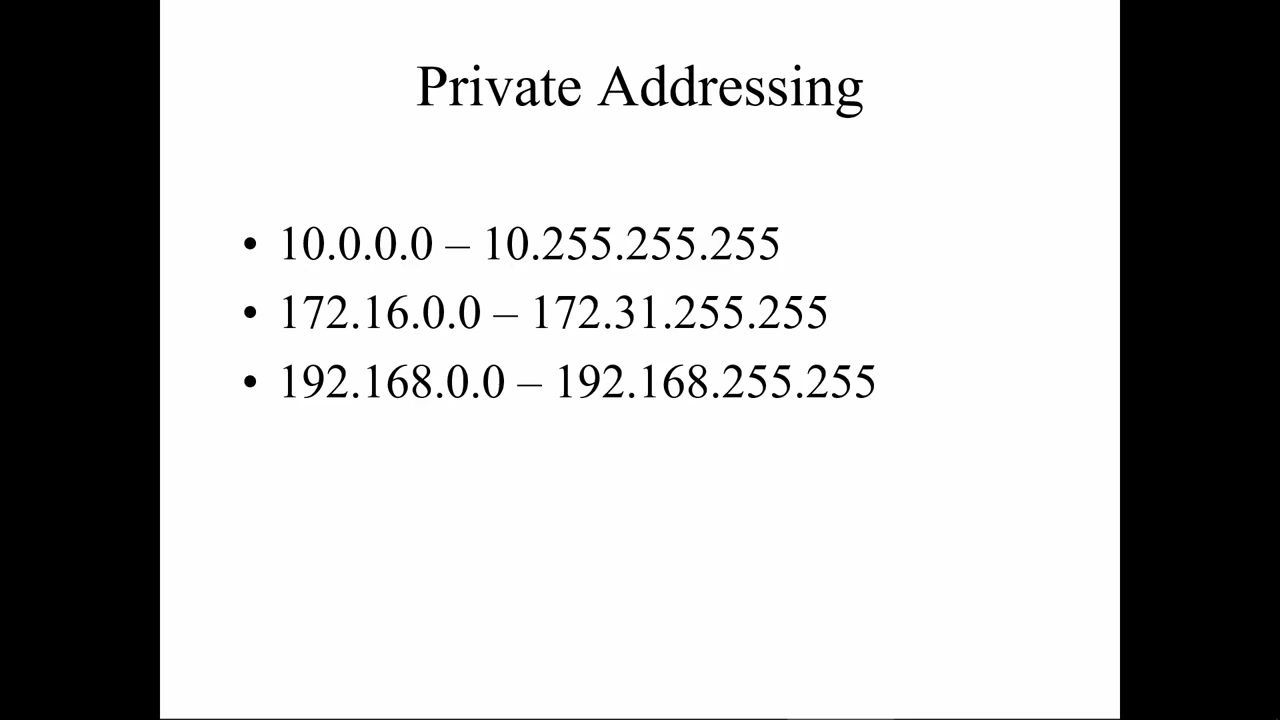 Private Addressing
• 10.0.0.0 – 10.255.255.255
• 172.16.0.0 – 172.31.255.255
• 192.168.0.0 – 192.168.255.255